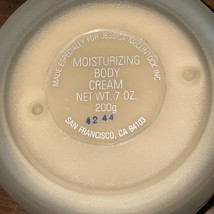 MADE ESPECIALLY FOR JESSICA McCLINTOCK INC.
MOISTURIZING
BODY
CREAM
NET WT. 7 OZ.
200g
4244
SAN FRANCISCO, CA 94103